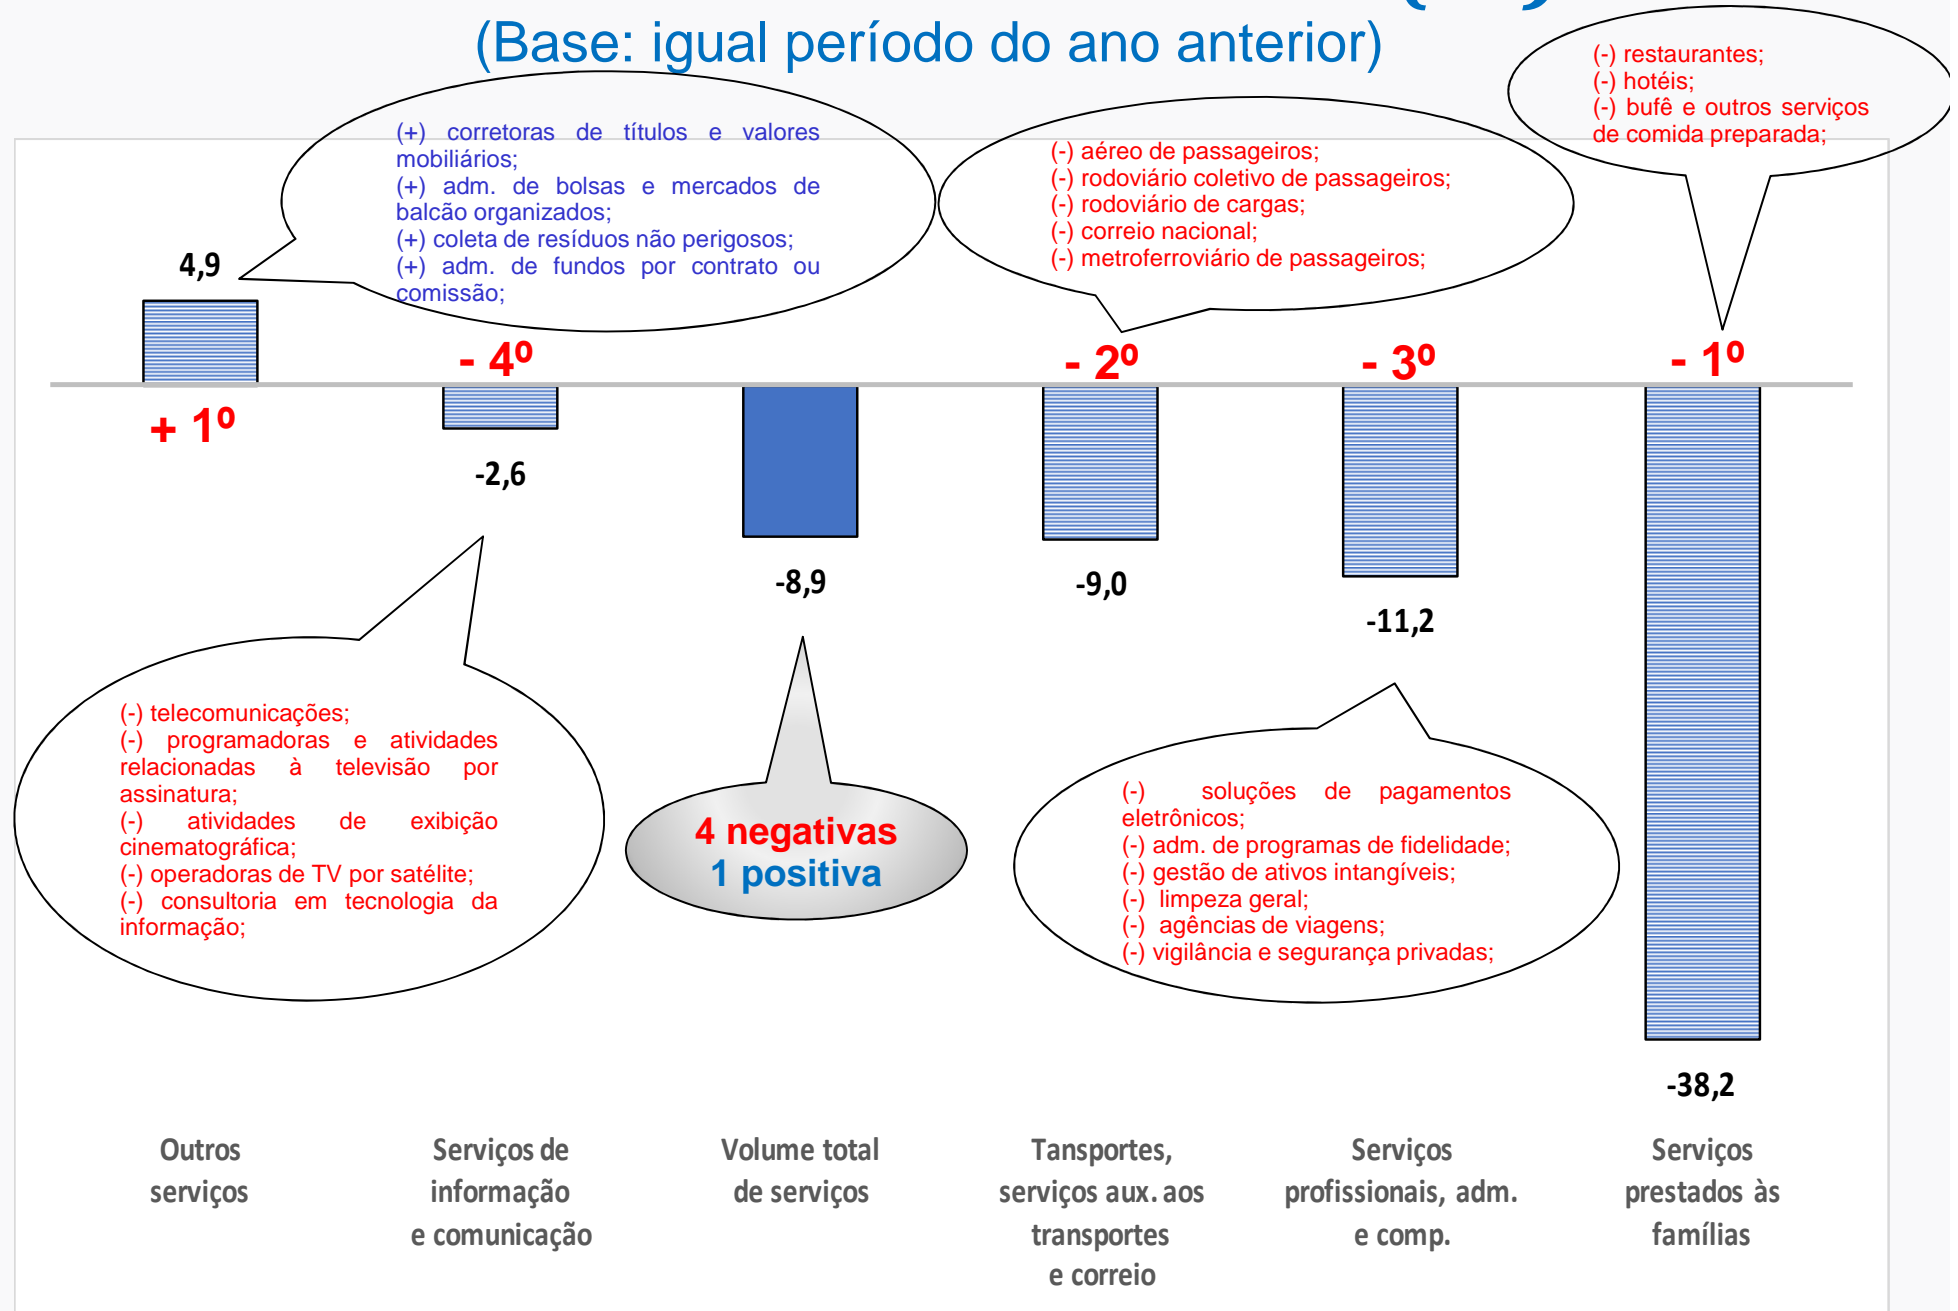 (Base: igual período do ano anterior)
(-) restaurantes;
(-) hotéis;
(-) bufê e outros serviços
de comida preparada;
(+) corretoras de títulos e valores
mobiliários;
(+) adm. de bolsas e mercados de
balcão organizados;
(+) coleta de resíduos não perigosos;
(+) adm. de fundos por contrato ou
comissão;
(-) aéreo de passageiros;
(-) rodoviário coletivo de passageiros;
(-) rodoviário de cargas;
(-) correio nacional;
(-) metroferroviário de passageiros;
4,9
- 4º
- 2º
- 3º
- 1º
+ 1º
-2,6
-8,9
-9,0
-11,2
(-) telecomunicações;
(-) programadoras e atividades
relacionadas à televisão por
assinatura;
(-) atividades de exibição
cinematográfica;
(-) operadoras de TV por satélite;
(-) consultoria em tecnologia da
informação;
4 negativas
1 positiva
(-) soluções de pagamentos
eletrônicos;
(-) adm. de programas de fidelidade;
(-) gestão de ativos intangíveis;
(-) limpeza geral;
(-) agências de viagens;
(-) vigilância e segurança privadas;
-38,2
Outros
serviços
Serviços de
informação
e comunicação
Volume total
de serviços
Tansportes,
serviços aux. aos
transportes
e correio
Serviços
profissionais, adm.
e comp.
Serviços
prestados às
famílias